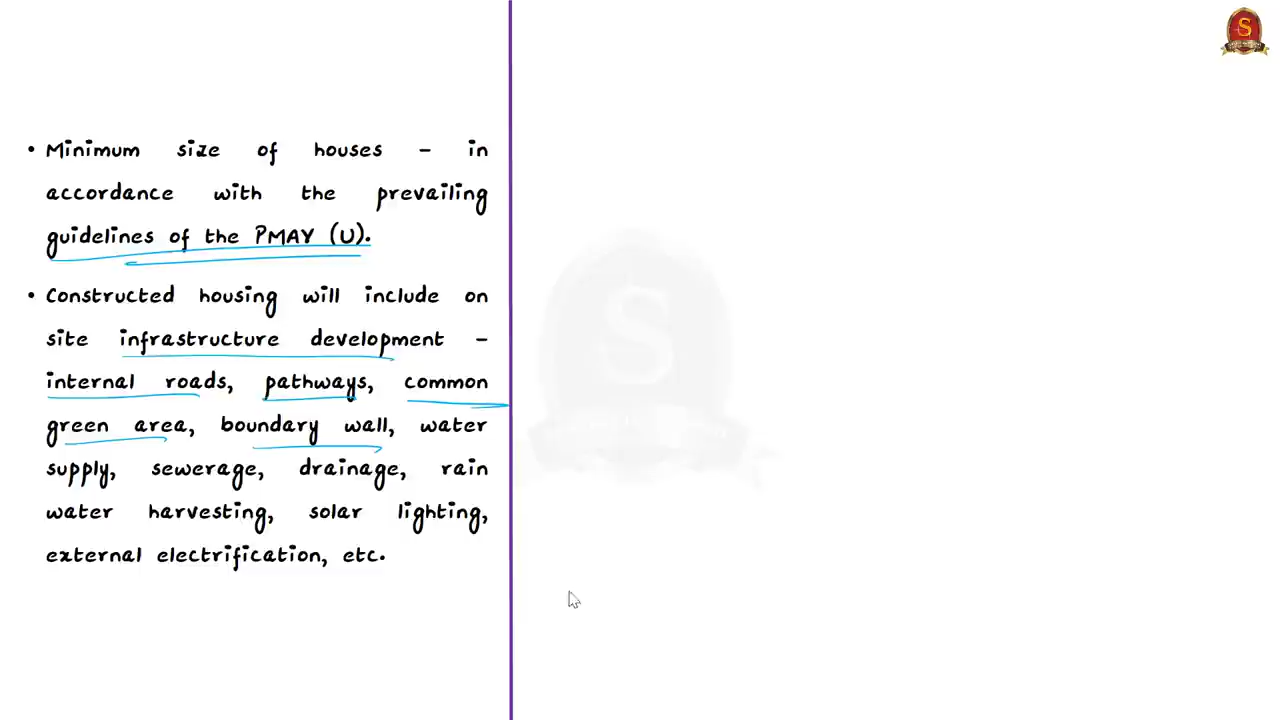 • Minimum size of houses – in
accordance with the prevailing
guidelines of the PMAY (U).
• Constructed housing will include on
site infrastructure development –
internal roads, pathways, common
green area, boundary wall, water
supply, sewerage, drainage, rain
water harvesting, solar lighting,
external electrification, etc.
S
S